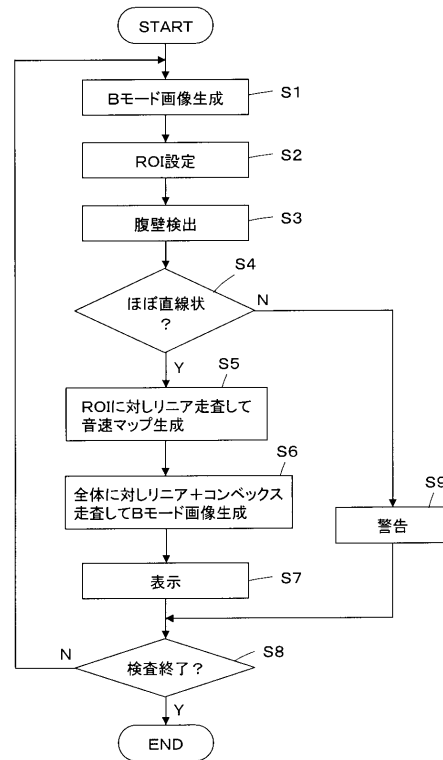 START
Bモード画像生成
S1
ROI設定
S2
腹壁検出
S3
S4
ほぼ直線状
?
N
Y
S5
ROIに対しリニア走査して
音速マップ生成
S6
全体に対しリニア＋コンベックス
走査してBモード画像生成
S9
警告
表示
S7
N
検査終了?
S8
Y
END